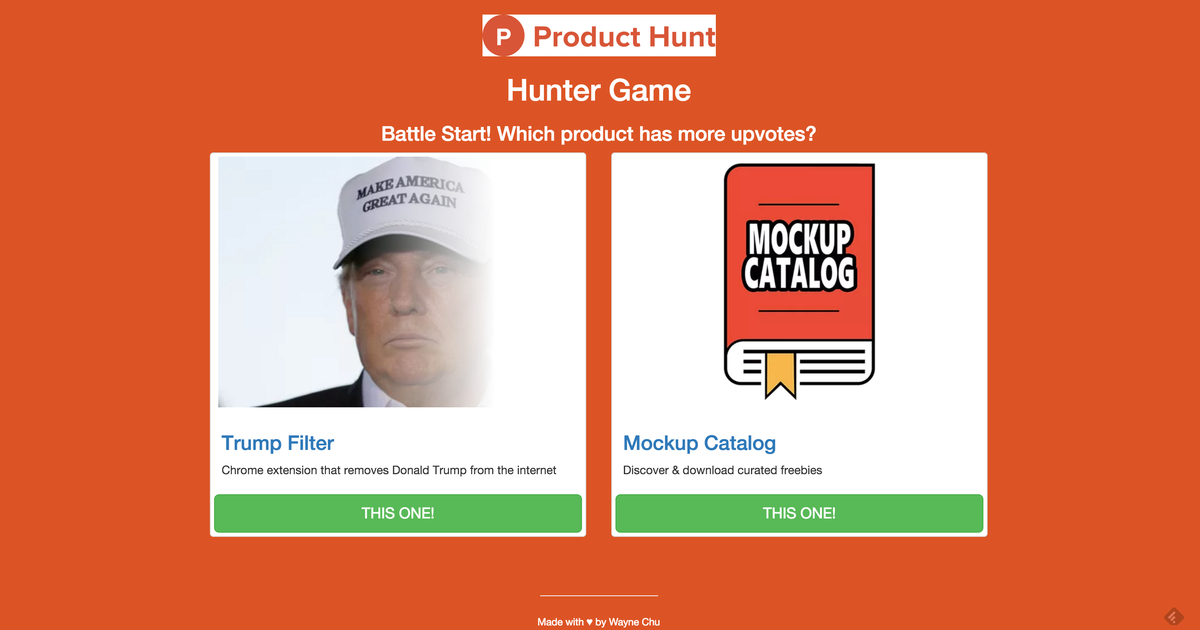 P Product Hunt
Hunter Game
Battle Start! Which product has more upvotes?
MAKE AMERICA
GREAT AGAIN
MOCKUP
CATALOG
Trump Filter
Chrome extension that removes Donald Trump from the internet
THIS ONE!
Mockup Catalog
Discover & download curated freebies
THIS ONE!
Made with ♥ by Wayne Chu